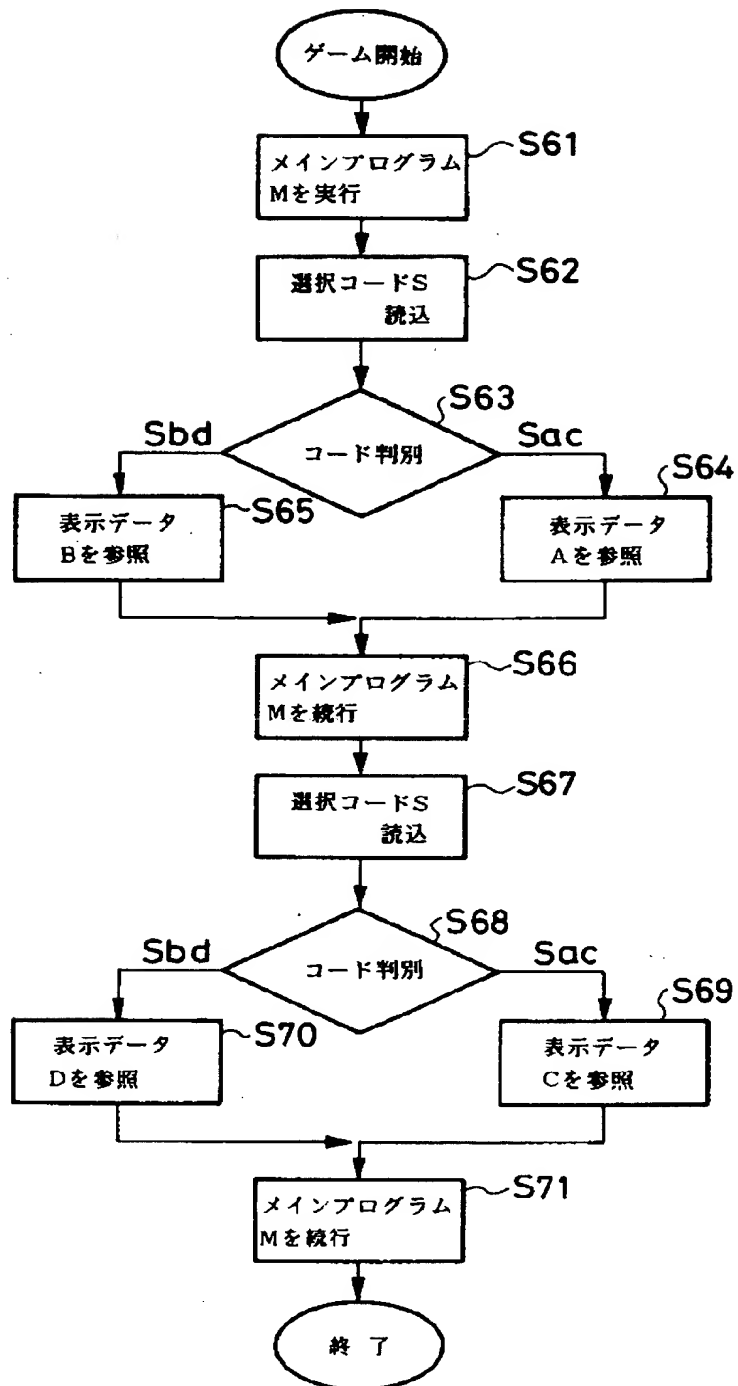 ゲーム開始
S61
メインプログラム
Mを実行
S62
選択コードS
読込
S63
Sbd
コード判別
Sac
S65
S64
表示データ
Bを参照
表示データ
Aを参照
S66
メインプログラム
Mを続行
S67
選択コードS
読込
S68
Sbd
コード判別
Sac
S70
S69
表示データ
Dを参照
表示データ
Cを参照
S71
メインプログラム
Mを続行
終了